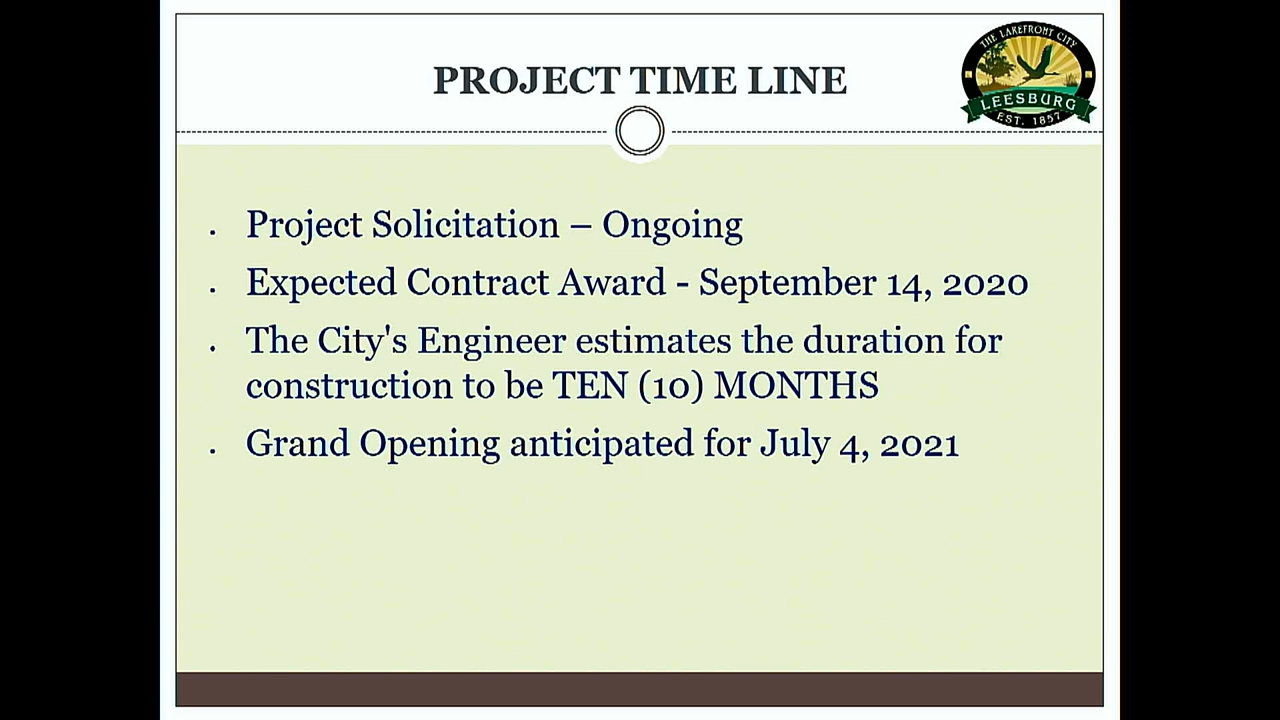 PROJECT TIME LINE
THE LAKEFRONT CITY
LEESBURG
EST. 1857
. Project Solicitation – Ongoing
. Expected Contract Award - September 14, 2020
. The City's Engineer estimates the duration for
construction to be TEN (10) MONTHS
. Grand Opening anticipated for July 4, 2021